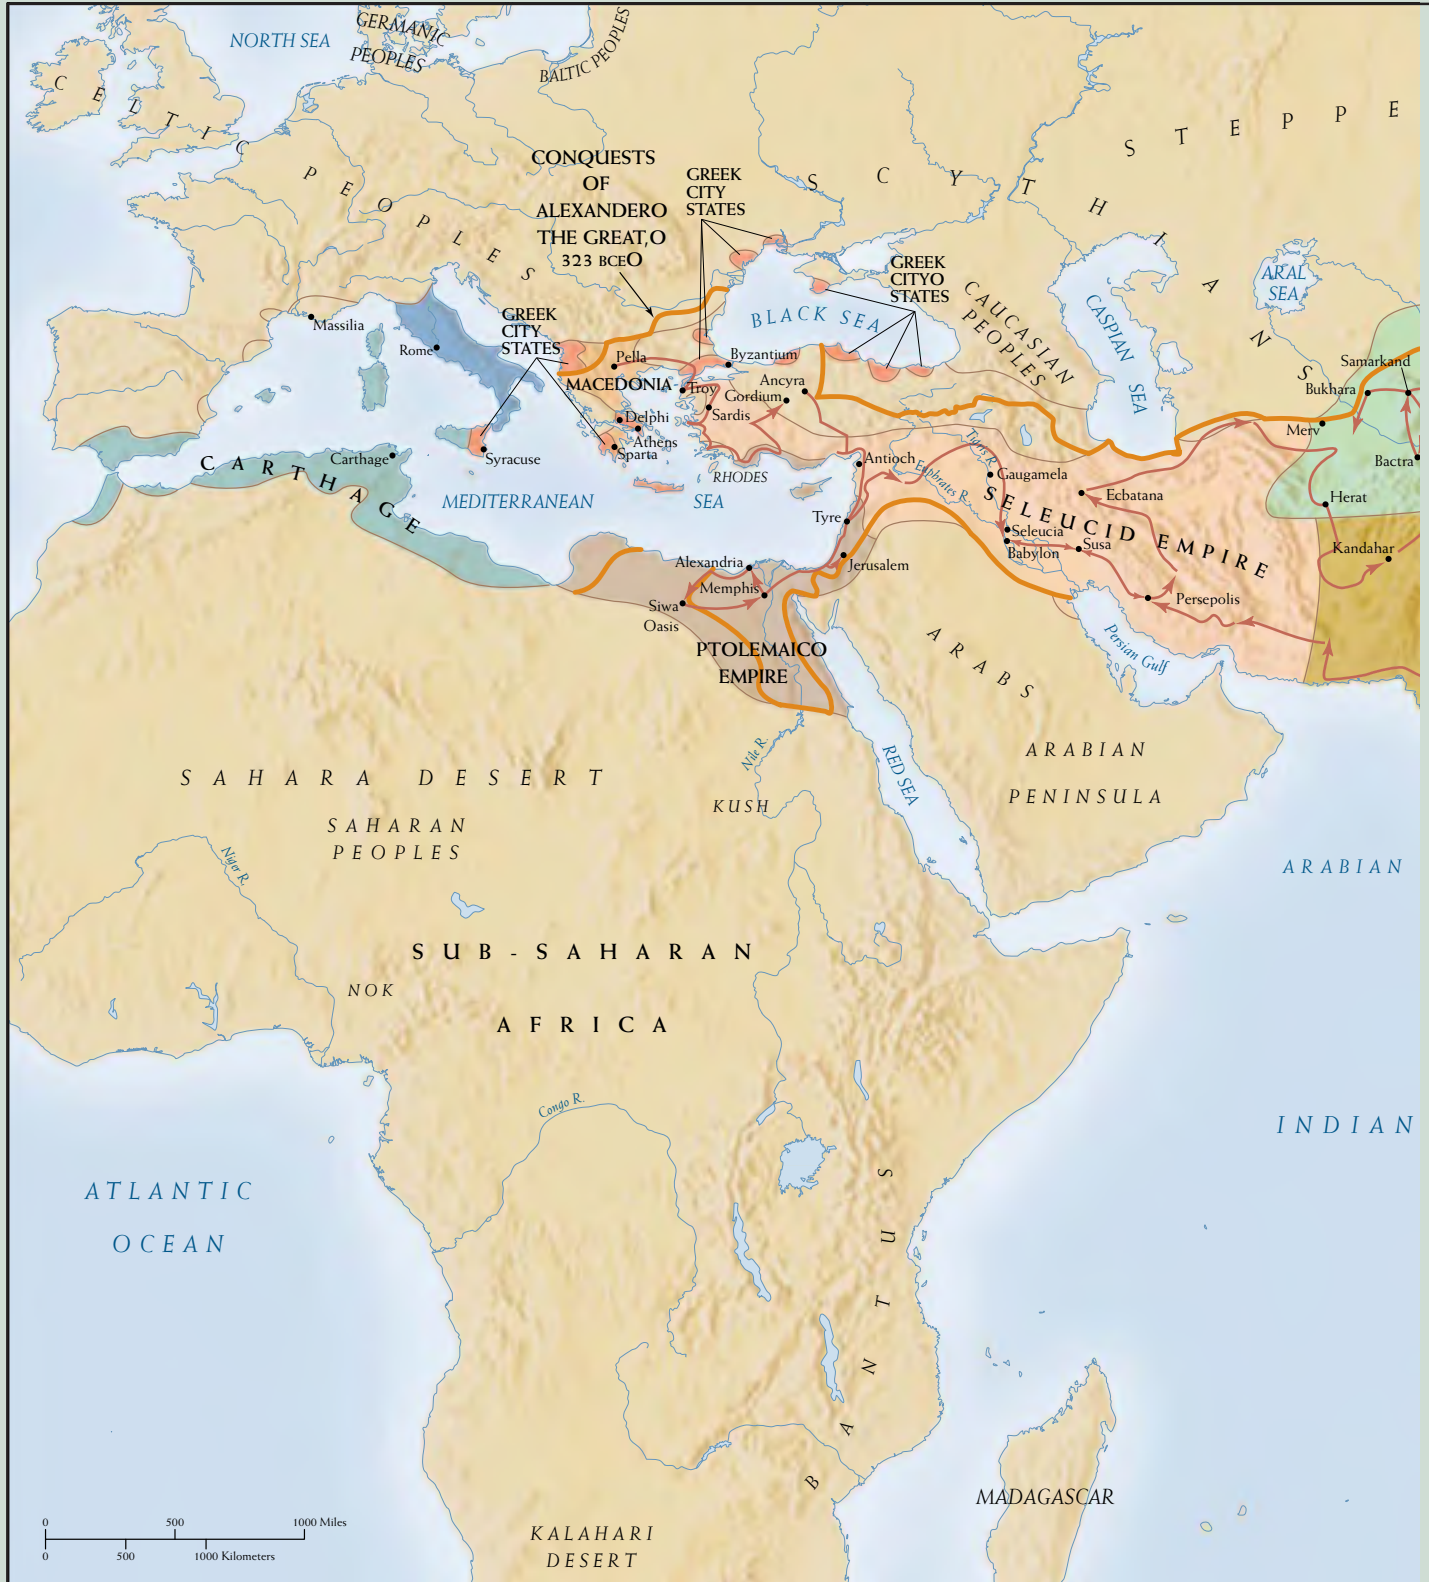 NORTH SEA
GERMANIC
PEOPLES
BALTIC PEOPLES
CELTIC PEOPLES
SCYTHIANS
STEPPE
CONQUESTS
OF
ALEXANDERO
THE GREAT,O
323 BCEO
GREEK
CITY
STATES
GREEK
CITYO
STATES
GREEK
CITY
STATES
CAUCASIAN
PEOPLES
ARAL
SEA
CASPIAN
SEA
BLACK SEA
Massilia
Rome
Pella
Byzantium
MACEDONIA
Troy
Ancyra
Gordium
Sardis
Delphi
Athens
Sparta
Samarkand
Bukhara
Merv
Bactra
Herat
Kandahar
CARTHAGE
Carthage
Syracuse
MEDITERRANEAN
SEA
RHODES
Antioch
Tigris R.
Euphrates R.
Gaugamela
Ecbatana
SELEUCID EMPIRE
Tyre
Seleucia
Babylon
Susa
Alexandria
Jerusalem
Memphis
Siwa
Oasis
Persepolis
PTOLEMAICO
EMPIRE
ARABS
Persian Gulf
Nile R.
RED SEA
ARABIAN
PENINSULA
SAHARA DESERT
SAHARAN
PEOPLES
KUSH
Niger R.
ARABIAN
SUB-SAHARAN
AFRICA
NOK
Congo R.
INDIAN
ATLANTIC
OCEAN
BANTUS
MADAGASCAR
KALAHARI
DESERT
0 500 1000 Miles
0 500 1000 Kilometers